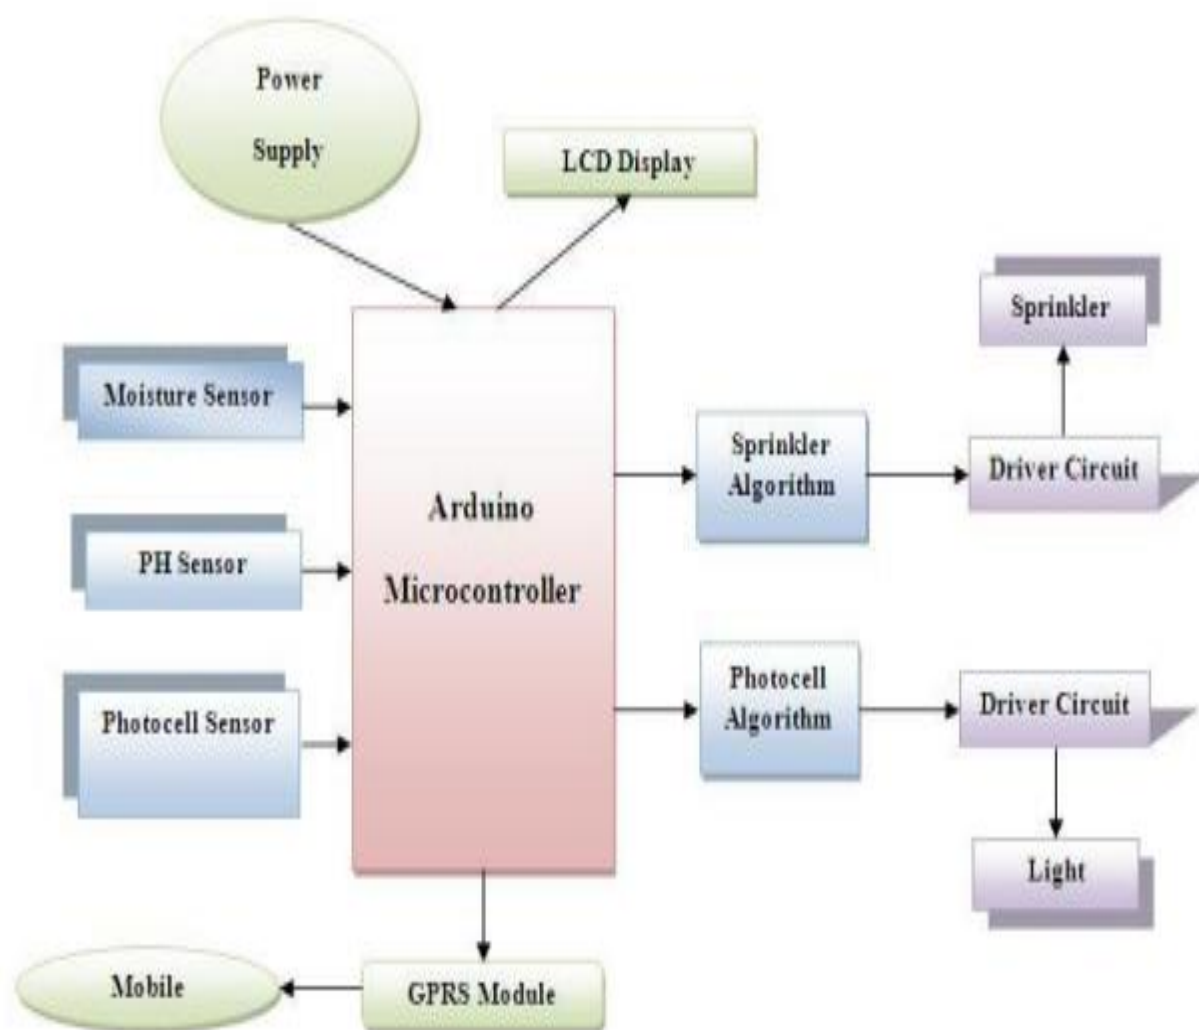 Power
Supply
LCD Display
Sprinkler
Moisture Sensor
Sprinkler
Algorithm
Driver Circuit
Arduino
Microcontroller
PH Sensor
Photocell Sensor
Photocell
Algorithm
Driver Circuit
Light
Mobile
GPRS Module